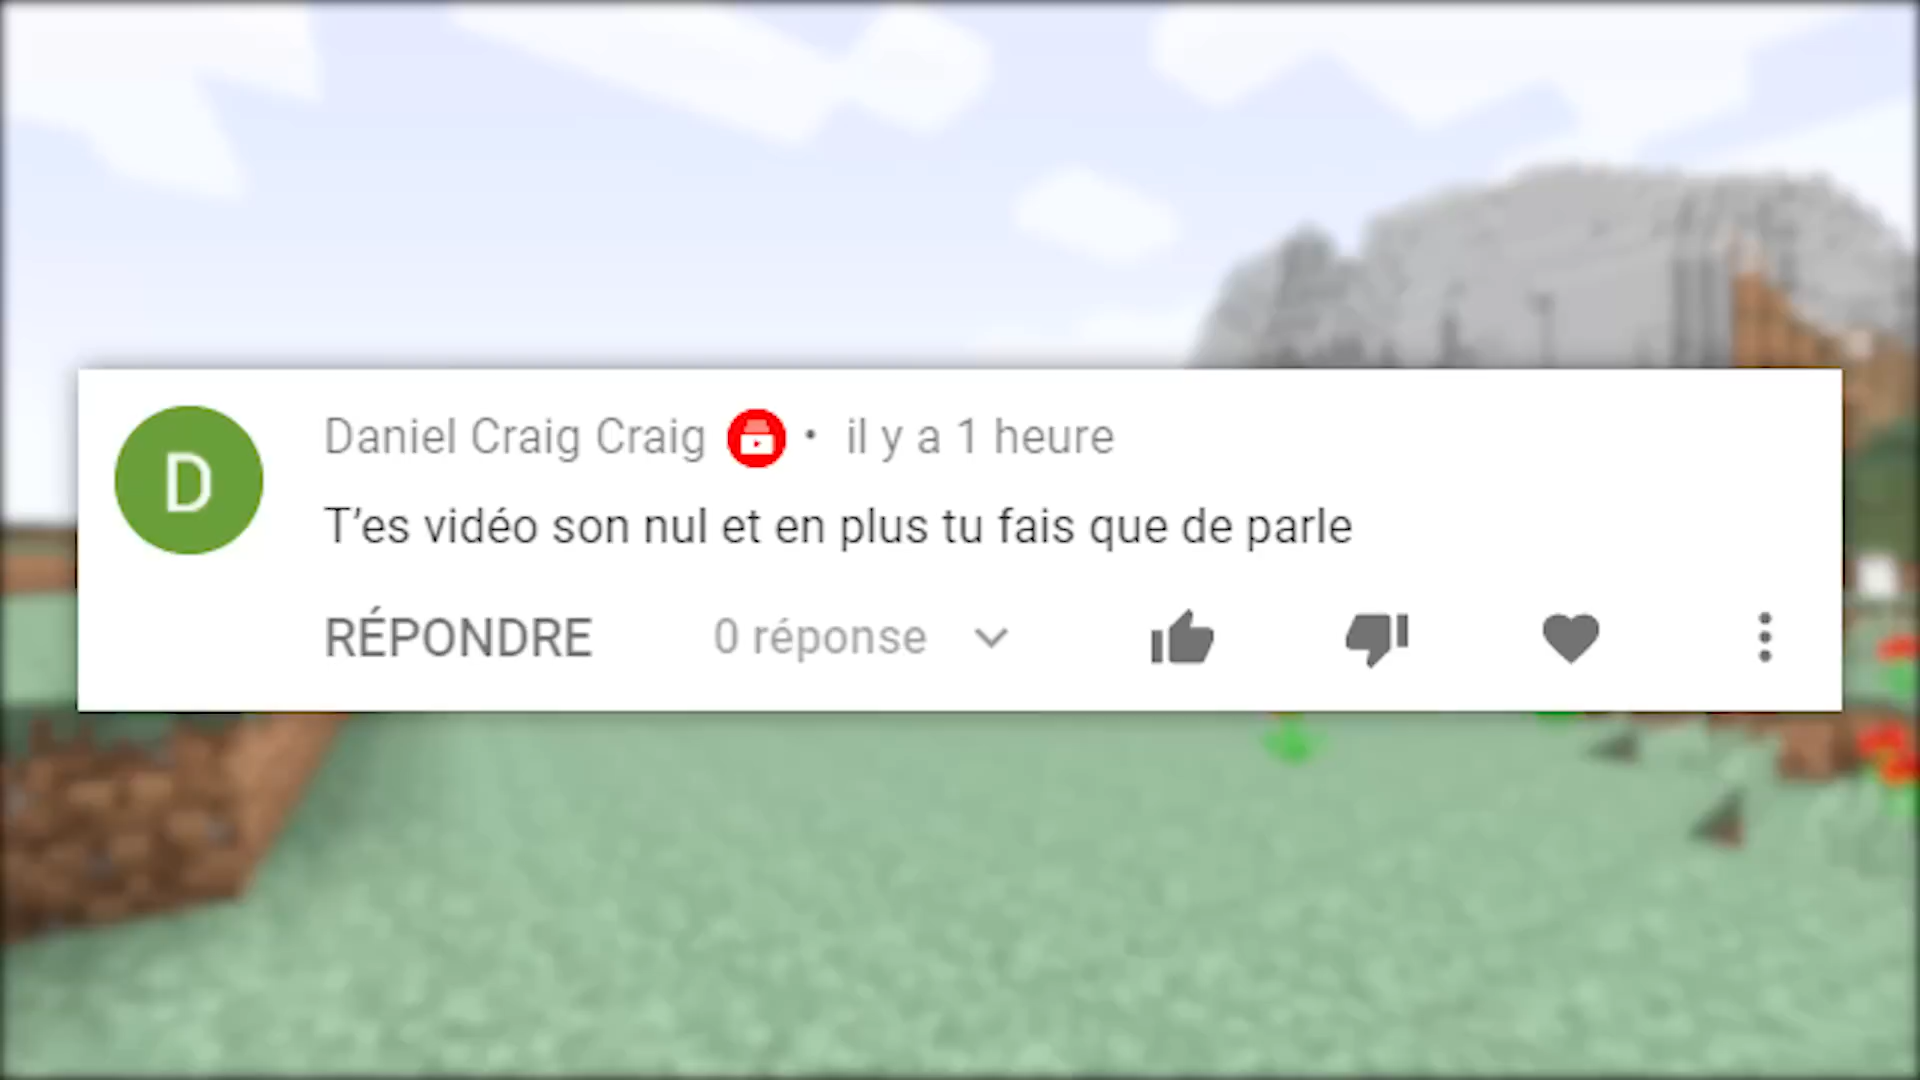 D
Daniel Craig Craig • il y a 1 heure
T’es vidéo son nul et en plus tu fais que de parle
RÉPONDRE 0 réponse